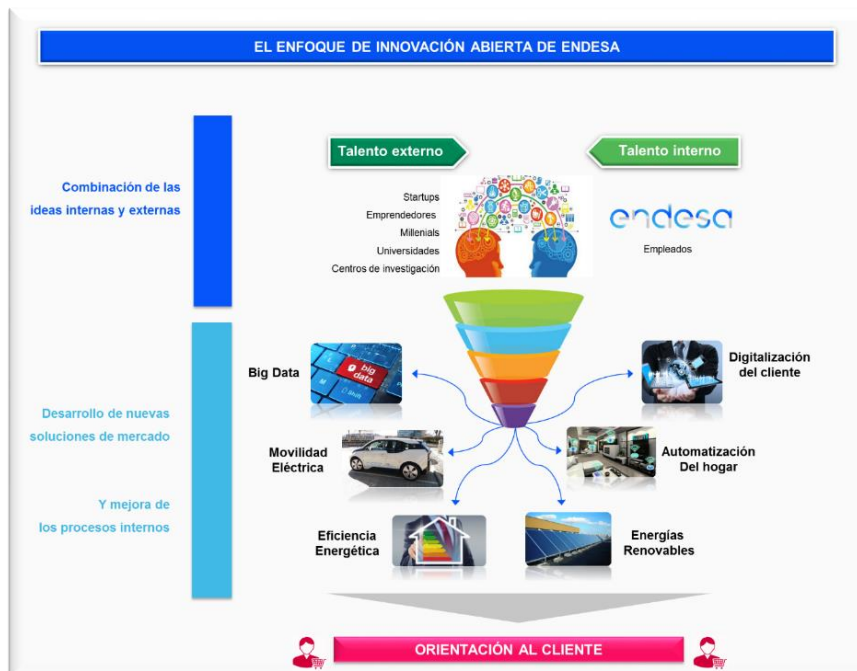 EL ENFOQUE DE INNOVACIÓN ABIERTA DE ENDESA
Talento externo
Talento interno
Combinación de las
ideas internas y externas
Startups
Emprendedores
Millenials
Universidades
Centros de investigación
endesa
Empleados
Big Data
big
data
Digitalización
del cliente
Desarrollo de nuevas
soluciones de mercado
Movilidad
Eléctrica
Automatización
Del hogar
Y mejora de
los procesos internos
Eficiencia
Energética
Energías
Renovables
ORIENTACIÓN AL CLIENTE